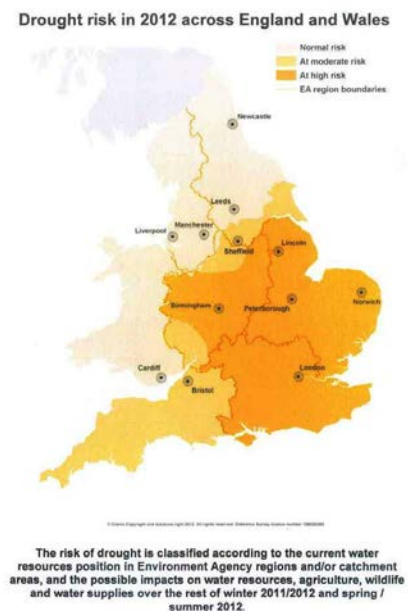 Drought risk in 2012 across England and Wales
Normal risk
At moderate risk
At high risk
EA region boundaries
Newcastle
Leeds
Liverpool
Manchester
Sheffield
Lincoln
Birmingham
Peterborough
Norwich
Cardiff
Bristol
London
The risk of drought is classified according to the current water
resources position in Environment Agency regions and/or catchment
areas, and the possible impacts on water resources, agriculture, wildlife
and water supplies over the rest of winter 2011/2012 and spring /
summer 2012.